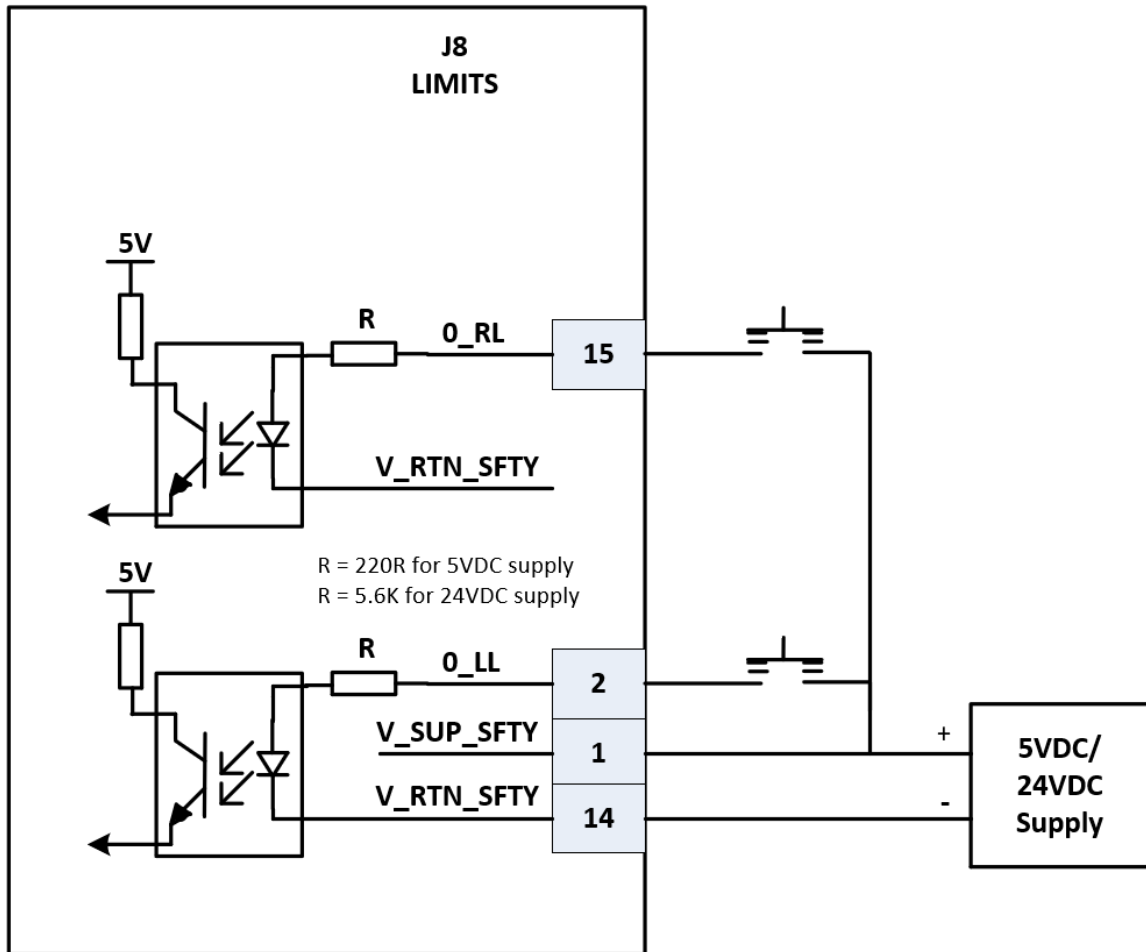 J8
LIMITS
5V
R
0_RL
15
V_RTN_SFTY
R = 220R for 5VDC supply
R = 5.6K for 24VDC supply
5V
R
0_LL
2
V_SUP_SFTY
1
+
V_RTN_SFTY
14
-
5VDC/
24VDC
Supply